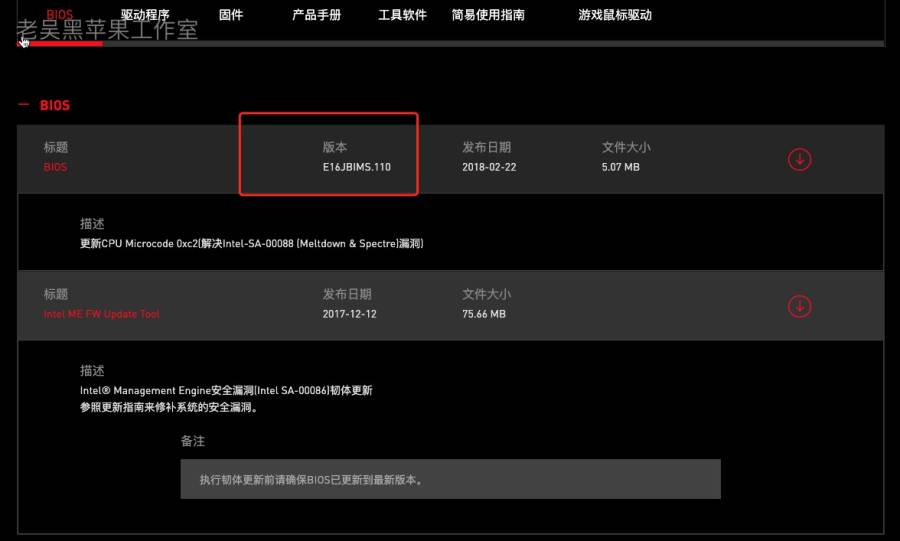 BIOS 驱动程序 固件 产品手册 工具软件 简易使用指南 游戏鼠标驱动
老吴黑苹果工作室
— BIOS
标题 版本 发布日期 文件大小
BIOS E16JBIMS.110 2018-02-22 5.07 MB
描述
更新CPU Microcode 0xc2(解决Intel-SA-00088 (Meltdown & Spectre)漏洞)
标题 发布日期 文件大小
Intel ME FW Update Tool 2017-12-12 75.66 MB
描述
Intel® Management Engine安全漏洞(Intel SA-00086)韧体更新
参照更新指南来修补系统的安全漏洞。
备注
执行韧体更新前请确保BIOS已更新到最新版本。